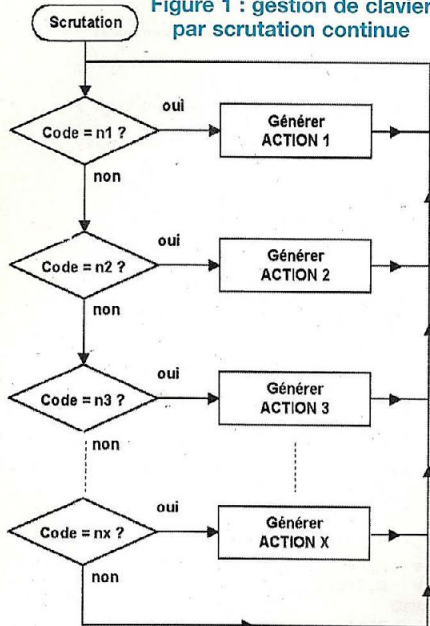 Figure 1 : gestion de clavier
par scrutation continue
Scrutation
Code = n1 ?
oui
Générer
ACTION 1
non
Code = n2 ?
oui
Générer
ACTION 2
non
Code = n3 ?
oui
Générer
ACTION 3
non
Code = nx ?
oui
Générer
ACTION X
non